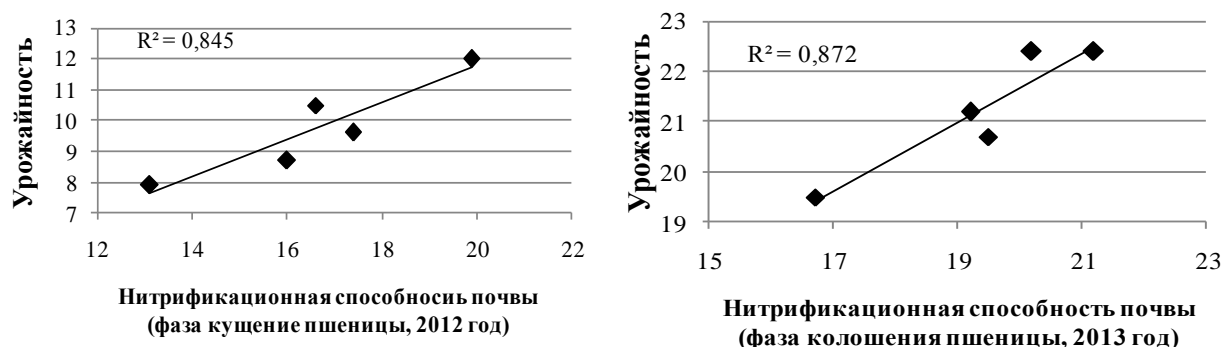 Урожайность
13
12
11
10
9
8
7
R² = 0,845
12 14 16 18 20 22
Нитрификационная способносиь почвы
(фаза кущение пшеницы, 2012 год)
Урожайность
23
22
21
20
19
R² = 0,872
15 17 19 21 23
Нитрификационная способность почвы
(фаза колошения пшеницы, 2013 год)